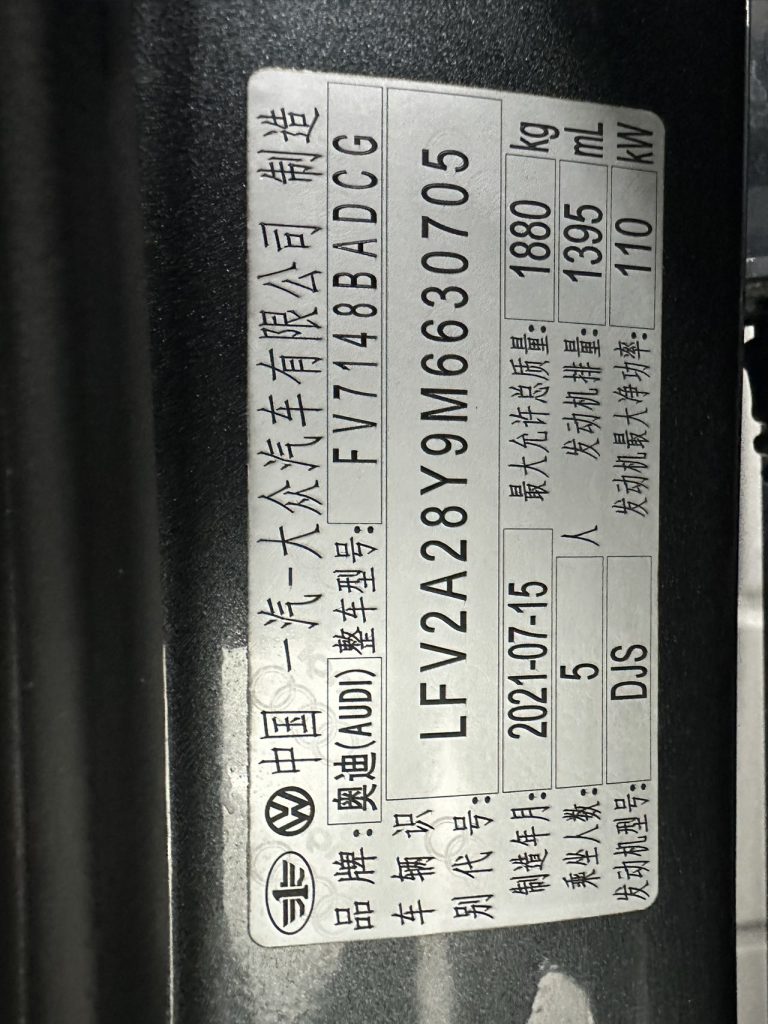 中国 一汽-大众汽车有限公司 制造
品牌: 奥迪(AUDI) 整车型号: FV7148BADCG
车辆识别代号: LFV2A28Y9M6630705
制造年月: 2021-07-15 最大允许总质量: 1880 kg
乘坐人数: 5 人 发动机排量: 1395 mL
发动机型号: DJS 发动机最大净功率: 110 kW